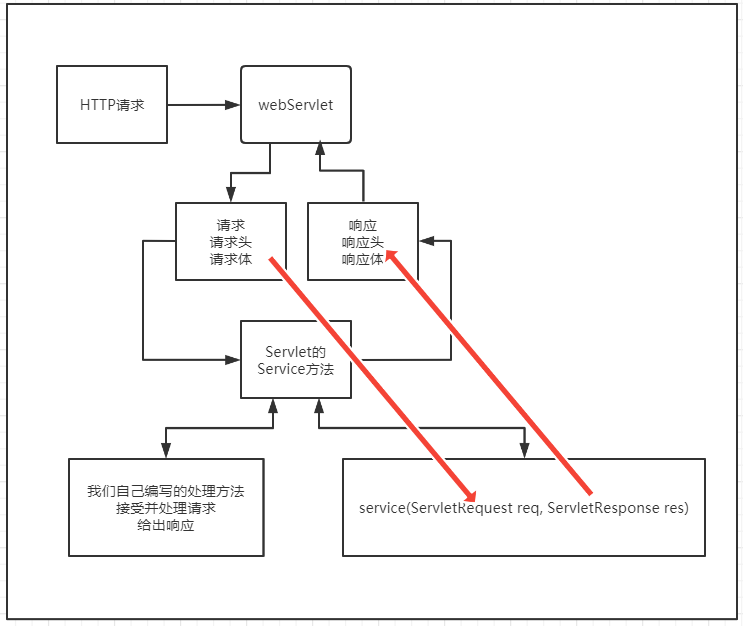 HTTP请求
webServlet
请求
请求头
请求体
响应
响应头
响应体
Servlet的
Service方法
我们自己编写的处理方法
接受并处理请求
给出响应
service(ServletRequest req, ServletResponse res)